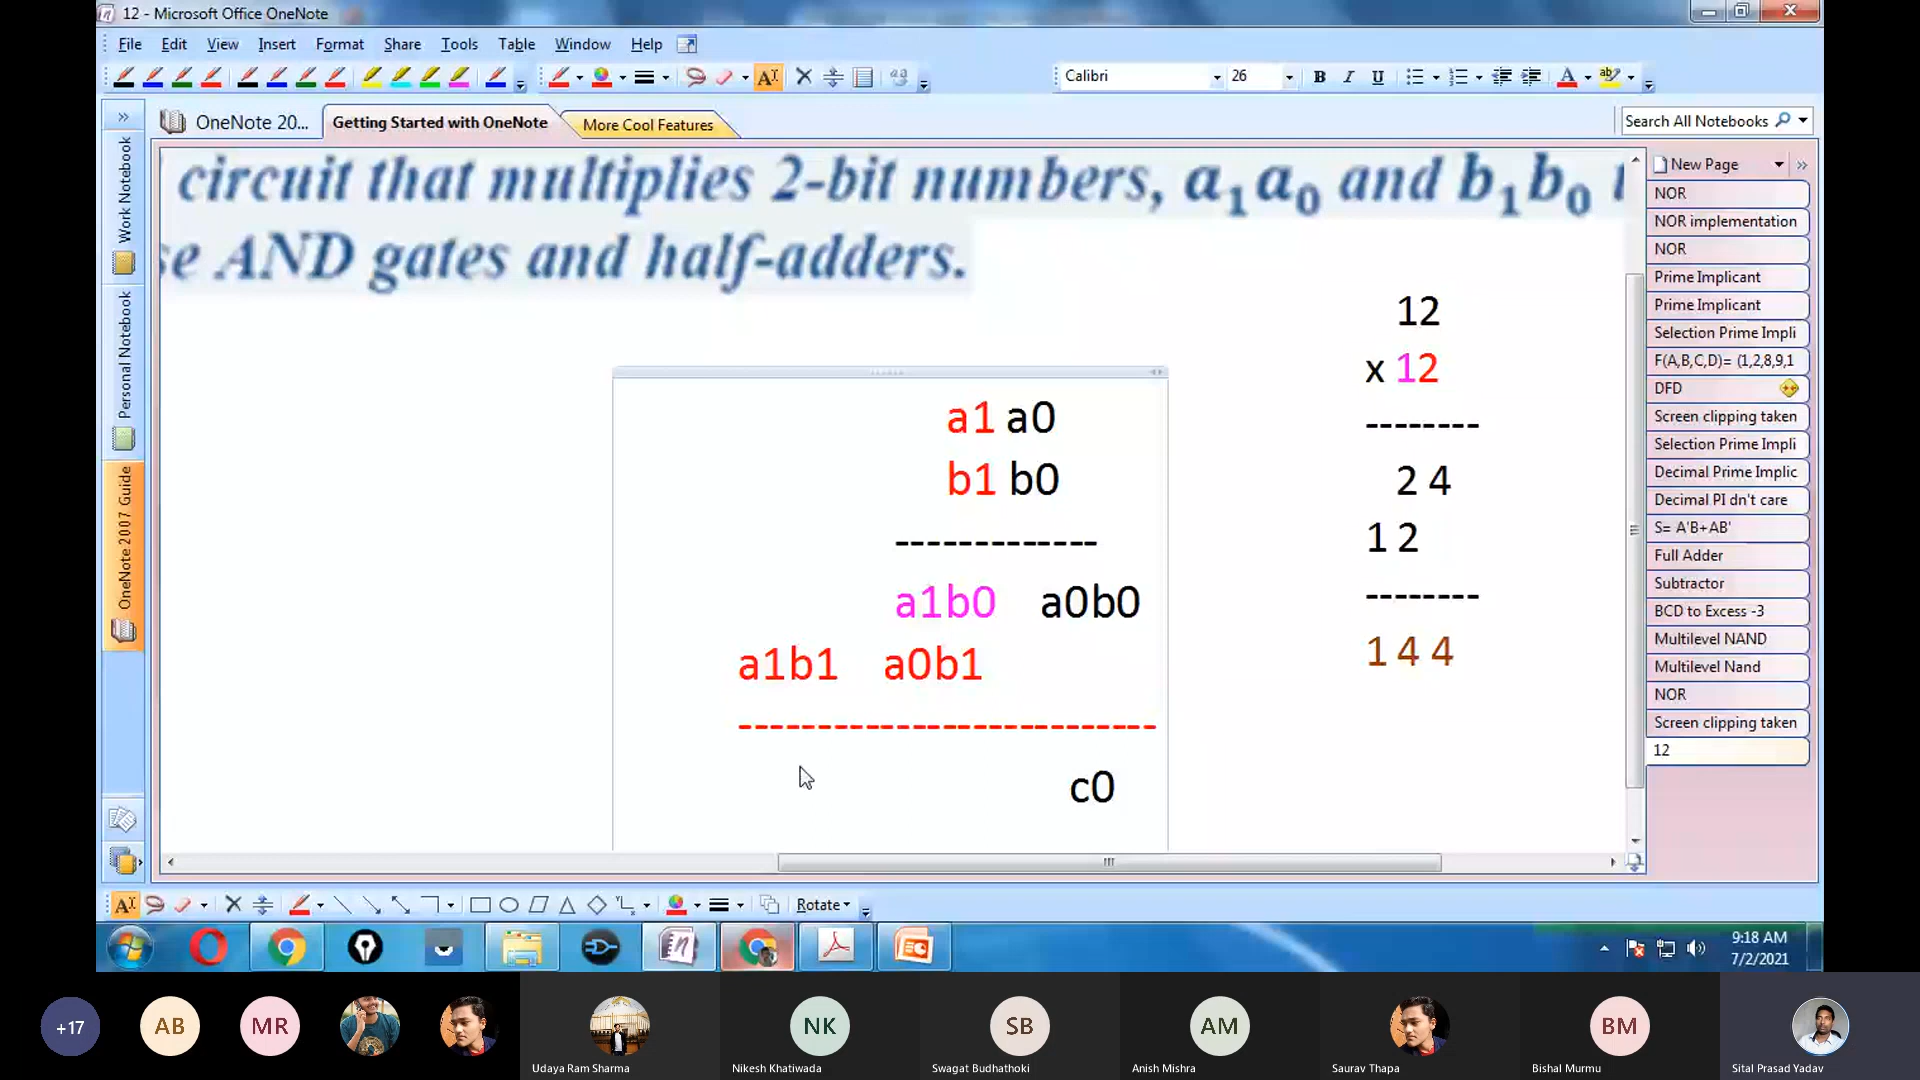 12 - Microsoft Office OneNote
File Edit View Insert Format Share Tools Table Window Help
Calibri 26 B I U
OneNote 20... Getting Started with OneNote More Cool Features Search All Notebooks
Work Notebook
Personal Notebook
OneNote 2007 Guide
circuit that multiplies 2-bit numbers, a₁a₀ and b₁b₀
se AND gates and half-adders.
a1 a0
b1 b0
-------------
a1b0 a0b0
a1b1 a0b1
---------------------------
c0
12
x 12
--------
2 4
1 2
--------
1 4 4
New Page
NOR
NOR implementation
NOR
Prime Implicant
Prime Implicant
Selection Prime Impli
F(A,B,C,D)= (1,2,8,9,1
DFD
Screen clipping taken
Selection Prime Impli
Decimal Prime Implic
Decimal PI dn't care
S= A'B+AB'
Full Adder
Subtractor
BCD to Excess -3
Multilevel NAND
Multilevel Nand
NOR
Screen clipping taken
12
Rotate
9:18 AM
7/2/2021
+17 AB MR NK SB AM BM
Udaya Ram Sharma Nikesh Khatiwada Swagat Budhathoki Anish Mishra Saurav Thapa Bishal Murmu Sital Prasad Yadav